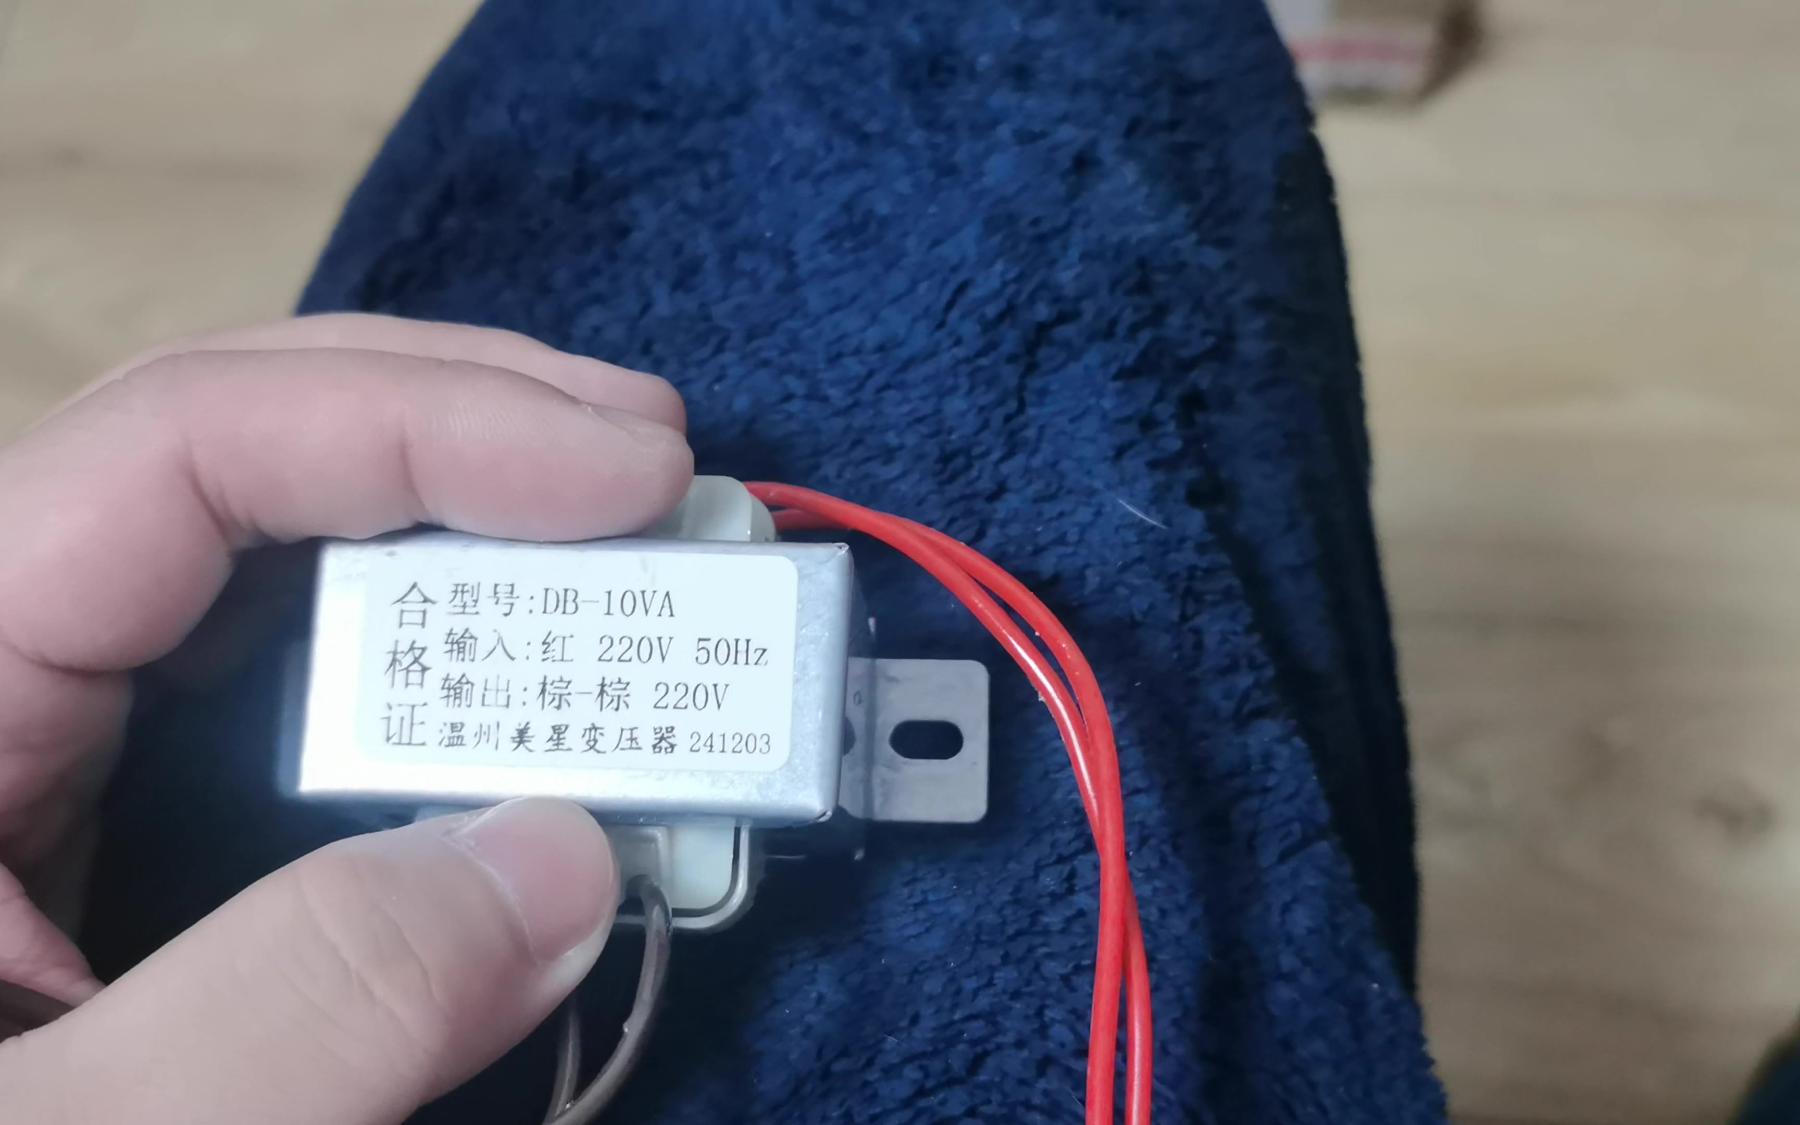 合格证
型号:DB-10VA
输入:红 220V 50Hz
输出:棕-棕 220V
温州美星变压器 241203